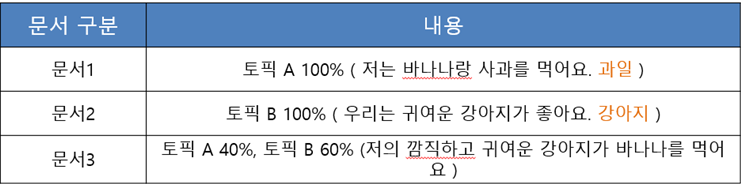 문서 구분 내용
문서1 토픽 A 100% ( 저는 바나나랑 사과를 먹어요. 과일 )
문서2 토픽 B 100% ( 우리는 귀여운 강아지가 좋아요. 강아지 )
문서3 토픽 A 40%, 토픽 B 60% (저의 깜직하고 귀여운 강아지가 바나나를 먹어
요 )